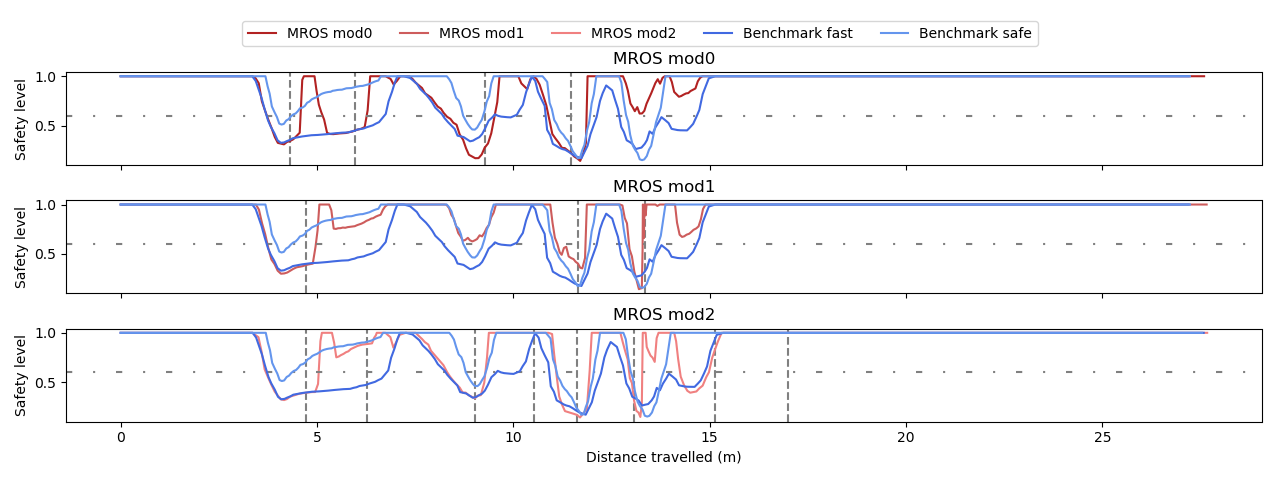 MROS mod0 MROS mod1 MROS mod2 Benchmark fast Benchmark safe
MROS mod0
1.0
0.5
Safety level
MROS mod1
1.0
0.5
Safety level
MROS mod2
1.0
0.5
Safety level
0 5 10 15 20 25
Distance travelled (m)